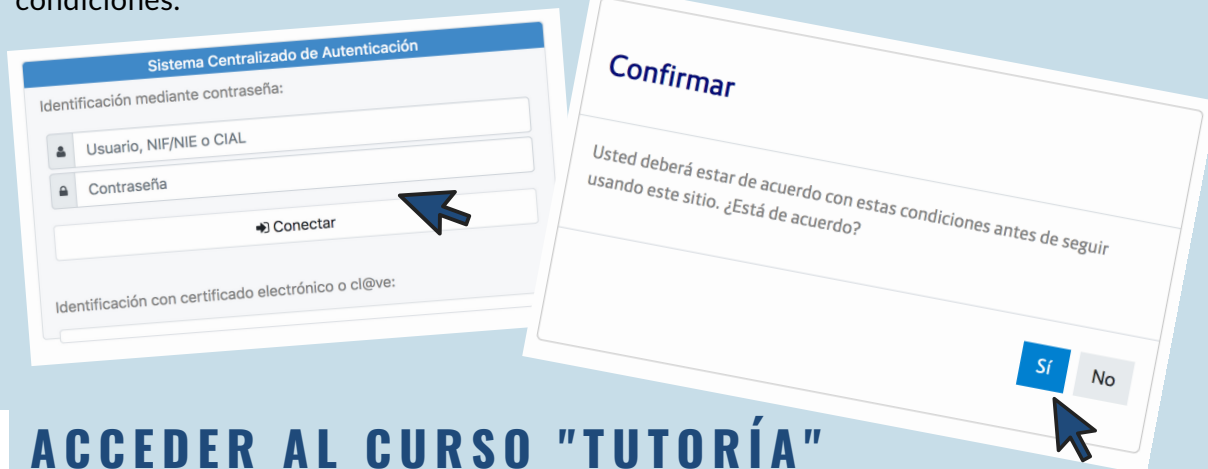 condiciones.
Sistema Centralizado de Autenticación
Identificación mediante contraseña:
Usuario, NIF/NIE o CIAL
Contraseña
Conectar
Identificación con certificado electrónico o cl@ve:
Confirmar
Usted deberá estar de acuerdo con estas condiciones antes de seguir
usando este sitio. ¿Está de acuerdo?
Sí
No
ACCEDER AL CURSO "TUTORÍA"